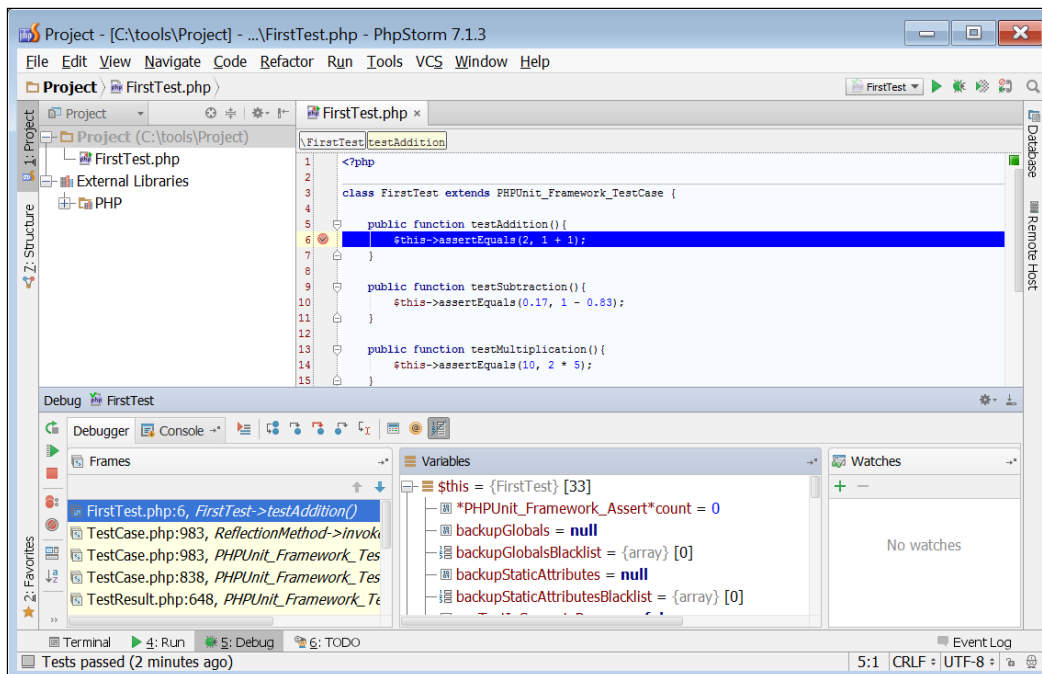 Project - [C:\tools\Project] - ...\FirstTest.php - PhpStorm 7.1.3
File Edit View Navigate Code Refactor Run Tools VCS Window Help
Project FirstTest.php FirstTest
1: Project
Z: Structure
2: Favorites
Project
Project (C:\tools\Project)
FirstTest.php
External Libraries
PHP
FirstTest.php ×
\FirstTest testAddition
1 <?php
2
3 class FirstTest extends PHPUnit_Framework_TestCase {
4
5 public function testAddition(){
6 $this->assertEquals(2, 1 + 1);
7 }
8
9 public function testSubtraction(){
10 $this->assertEquals(0.17, 1 - 0.83);
11 }
12
13 public function testMultiplication(){
14 $this->assertEquals(10, 2 * 5);
15 }
Database
Remote Host
Debug FirstTest
Debugger Console
Frames
FirstTest.php:6, FirstTest->testAddition()
TestCase.php:983, ReflectionMethod->invok
TestCase.php:983, PHPUnit_Framework_Tes
TestCase.php:838, PHPUnit_Framework_Tes
TestResult.php:648, PHPUnit_Framework_Te
Variables
$this = {FirstTest} [33]
*PHPUnit_Framework_Assert*count = 0
backupGlobals = null
backupGlobalsBlacklist = {array} [0]
backupStaticAttributes = null
backupStaticAttributesBlacklist = {array} [0]
Watches
No watches
Terminal 4: Run 5: Debug 6: TODO Event Log
Tests passed (2 minutes ago) 5:1 CRLF UTF-8